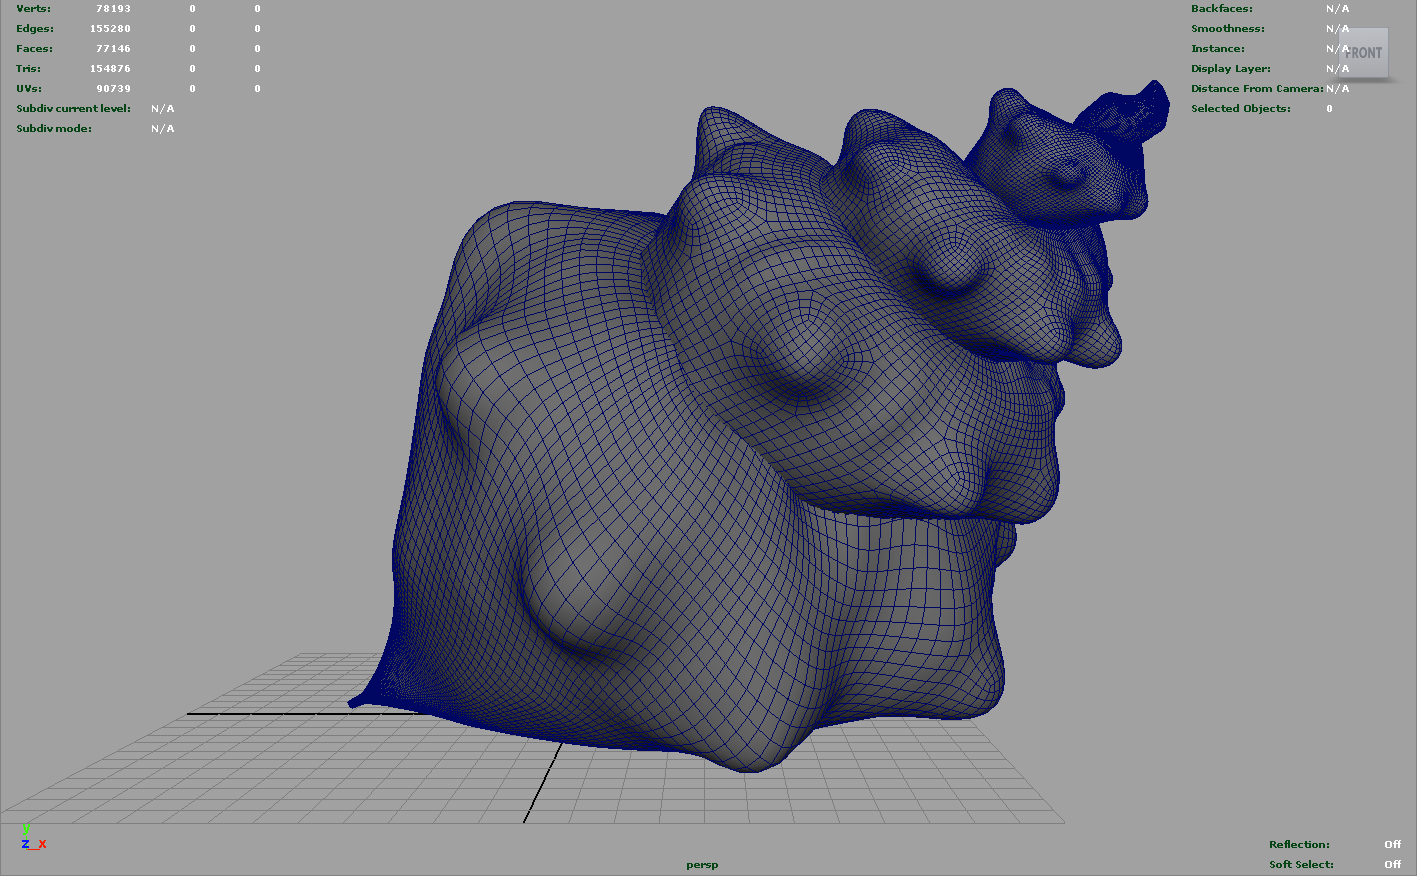 Verts: 78193 0 0
Edges: 155280 0 0
Faces: 77146 0 0
Tris: 154876 0 0
UVs: 90739 0 0
Subdiv current level: N/A
Subdiv mode: N/A
Backfaces: N/A
Smoothness: N/A
Instance: N/A
Display Layer: N/A
Distance From Camera: N/A
Selected Objects: 0
FRONT
y
z x
persp
Reflection: Off
Soft Select: Off